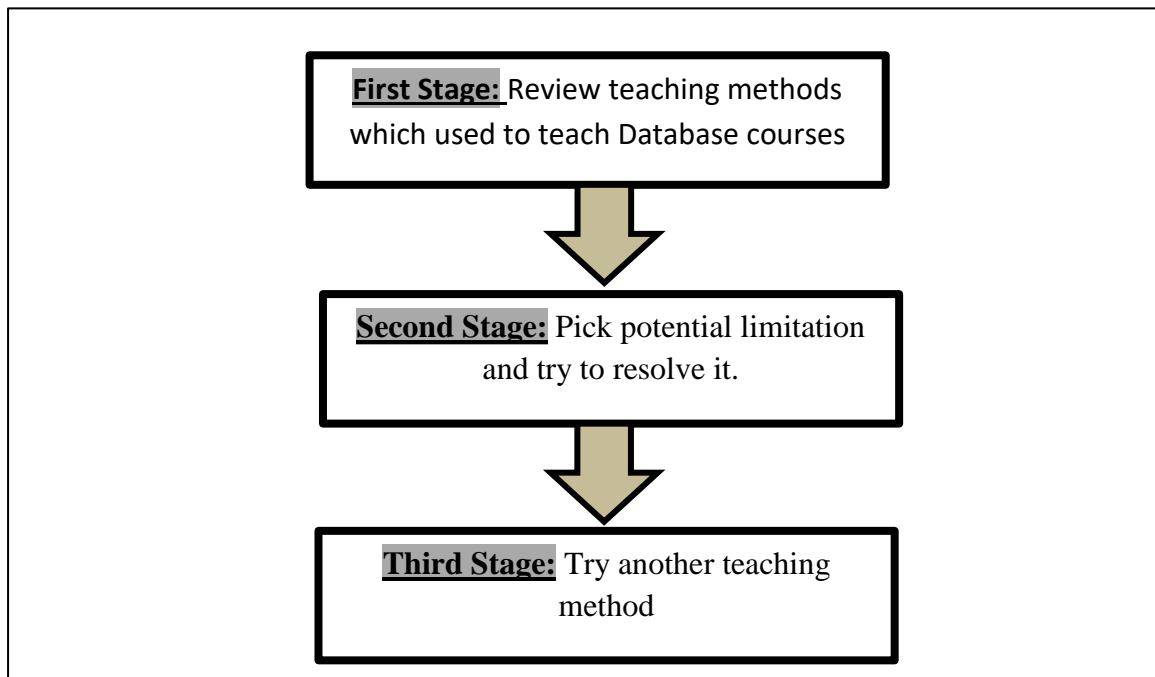 First Stage: Review teaching methods
which used to teach Database courses
Second Stage: Pick potential limitation
and try to resolve it.
Third Stage: Try another teaching
method